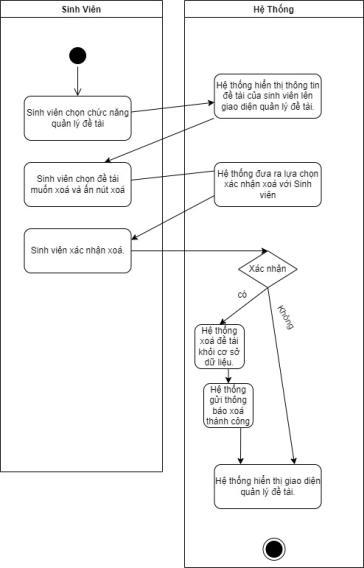 Sinh Viên
Hệ Thống
Sinh viên chọn chức năng
quản lý đề tài
Hệ thống hiển thị thông tin
đề tài của sinh viên lên
giao diện quản lý đề tài.
Sinh viên chọn đề tài
muốn xoá và ấn nút xoá
Hệ thống đưa ra lựa chọn
xác nhận xoá với Sinh
viên
Sinh viên xác nhận xoá.
Xác nhận
có
Không
Hệ thống
xoá đề tài
khỏi cơ sở
dữ liệu.
Hệ thống
gửi thông
báo xoá
thành công
Hệ thống hiển thị giao diện
quản lý đề tài.